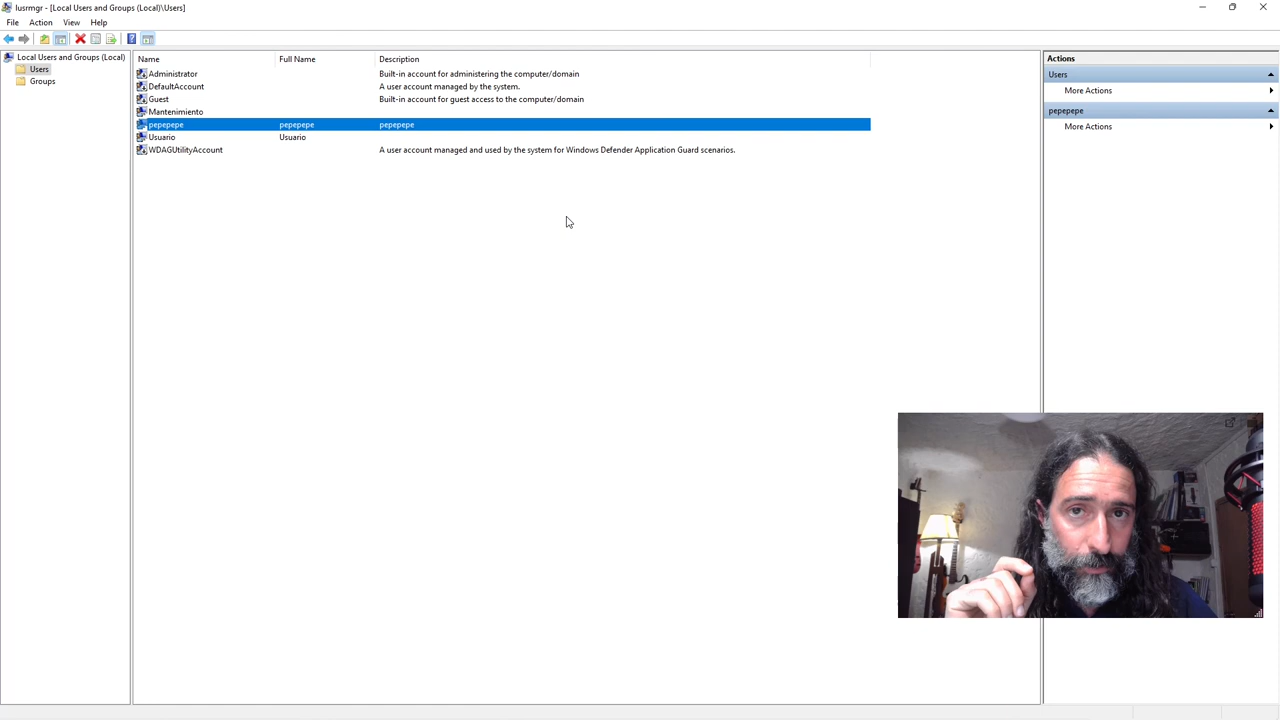 lusrmgr - [Local Users and Groups (Local)\Users]
File Action View Help
Local Users and Groups (Local)
Users
Groups
Name Full Name Description
Administrator Built-in account for administering the computer/domain
DefaultAccount A user account managed by the system.
Guest Built-in account for guest access to the computer/domain
Mantenimiento
pepepepe pepepepe pepepepe
Usuario Usuario
WDAGUtilityAccount A user account managed and used by the system for Windows Defender Application Guard scenarios.
Actions
Users
More Actions
pepepepe
More Actions